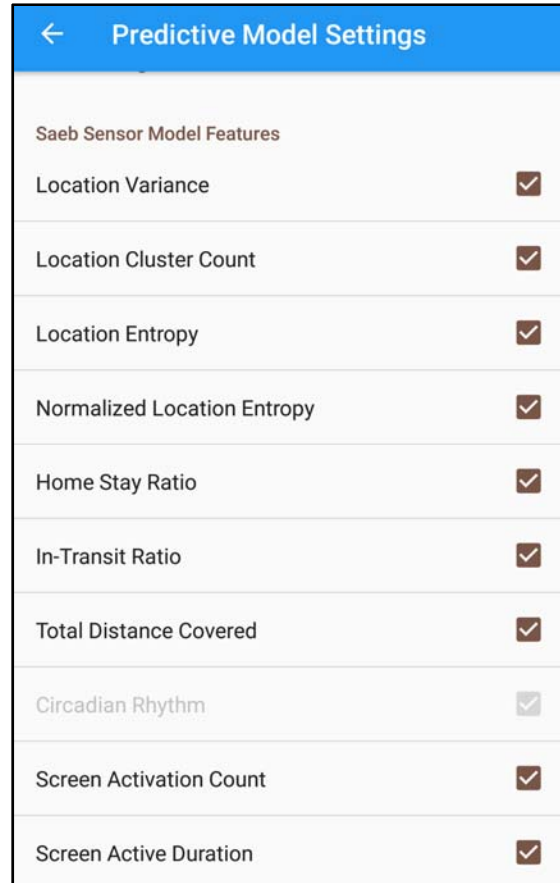 Predictive Model Settings
Saeb Sensor Model Features
Location Variance
Location Cluster Count
Location Entropy
Normalized Location Entropy
Home Stay Ratio
In-Transit Ratio
Total Distance Covered
Circadian Rhythm
Screen Activation Count
Screen Active Duration